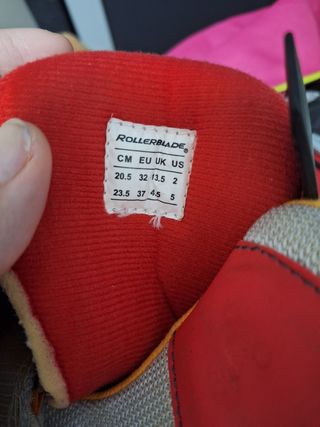 ROLLERBLADE®
CM EU UK US
20.5 32 13.5 2
23.5 37 4.5 5